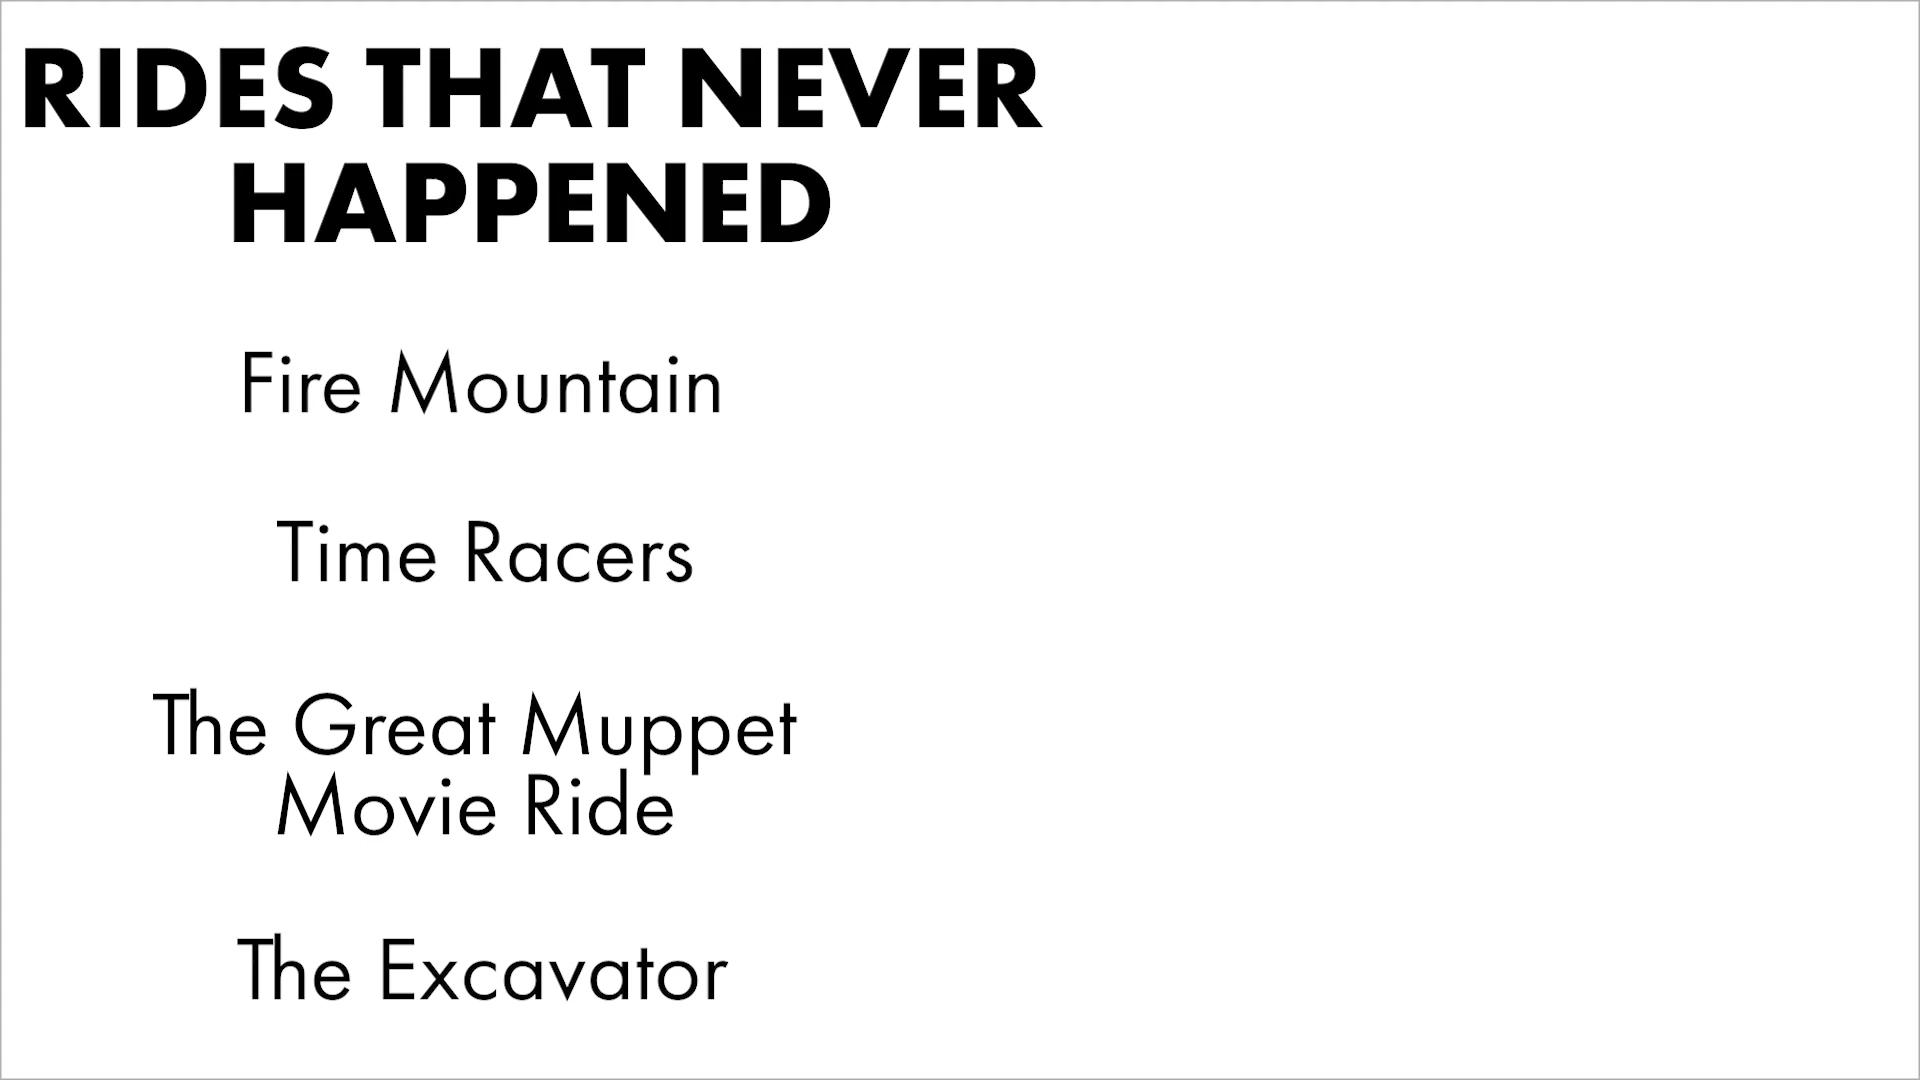 RIDES THAT NEVER
HAPPENED
Fire Mountain
Time Racers
The Great Muppet
Movie Ride
The Excavator